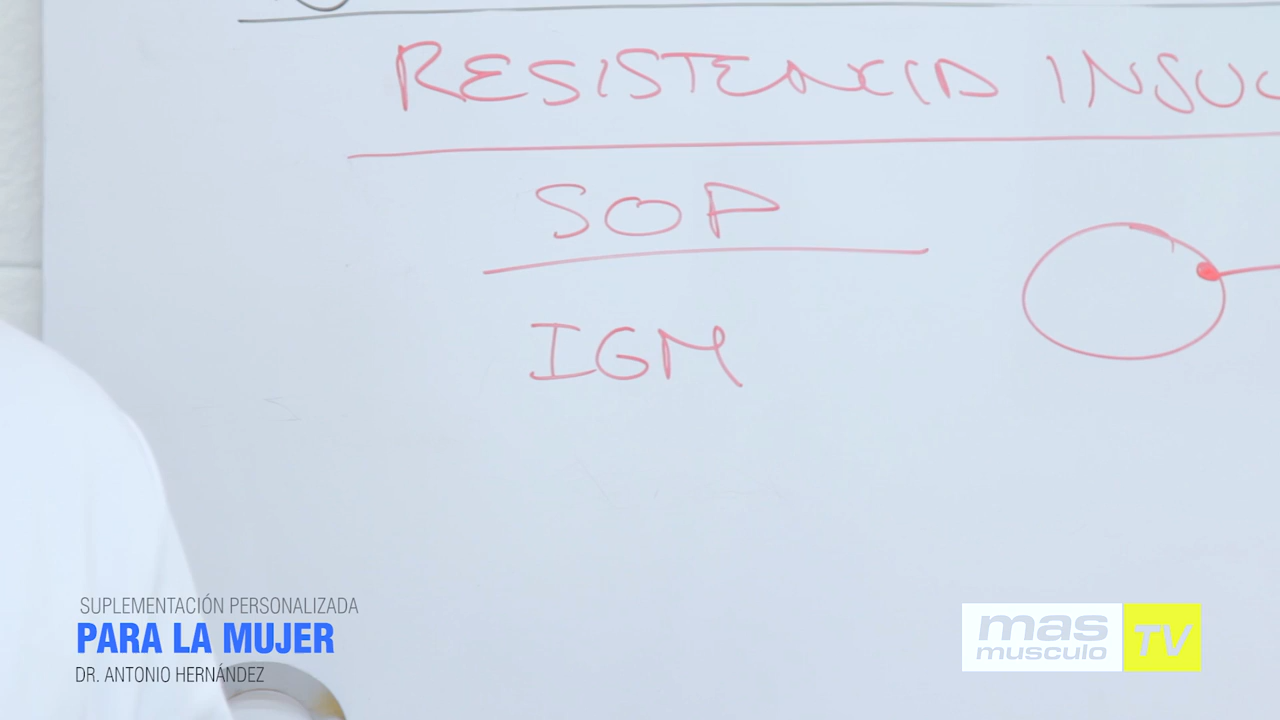 RESISTENCIA INSUL
SOP
IGM
SUPLEMENTACIÓN PERSONALIZADA
PARA LA MUJER
DR. ANTONIO HERNÁNDEZ
mas
musculo
TV